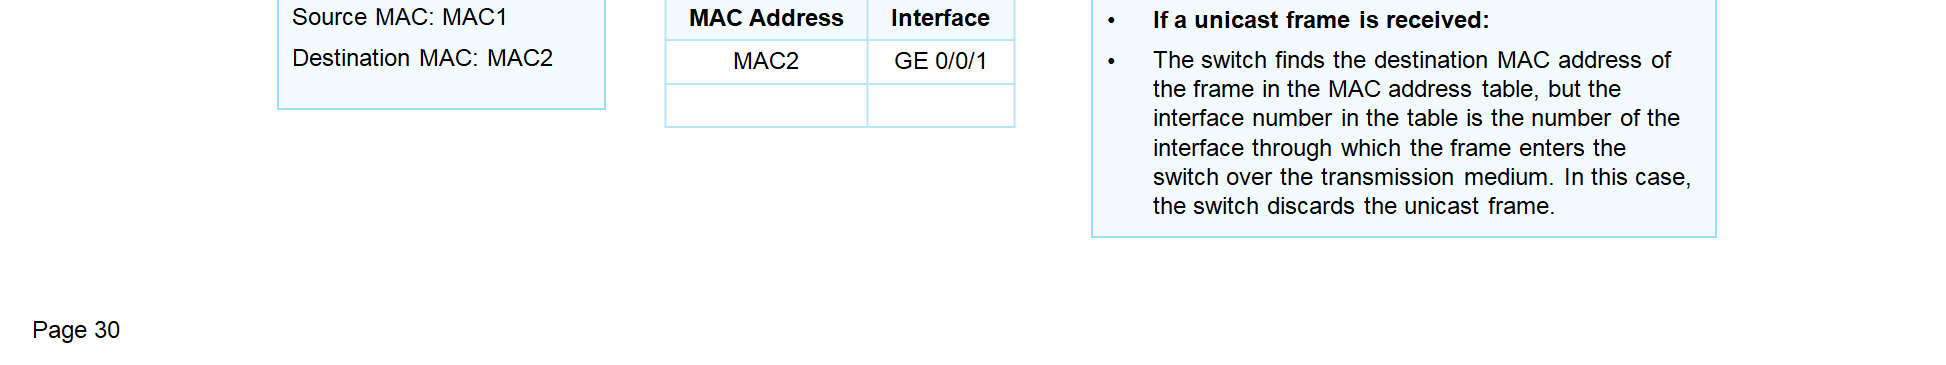 Source MAC: MAC1
Destination MAC: MAC2
MAC Address Interface
MAC2 GE 0/0/1
• If a unicast frame is received:
• The switch finds the destination MAC address of
the frame in the MAC address table, but the
interface number in the table is the number of the
interface through which the frame enters the
switch over the transmission medium. In this case,
the switch discards the unicast frame.
Page 30